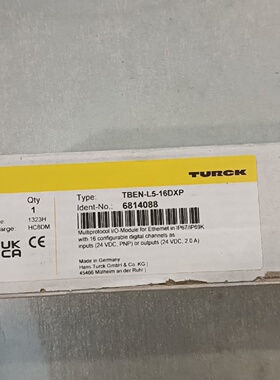 TURCK
Qty
1
Type: TBEN-L5-16DXP
Ident-No.: 6814088
1323H
arge: HC8DM
Multiprotocol I/O-Module for Ethernet in IP67/IP69K
with 16 configurable digital channels as
inputs (24 VDC, PNP) or outputs (24 VDC, 2.0 A)
UK
CA
CE
Made in Germany
Hans Turck GmbH & Co. KG |
45466 Mülheim an der Ruhr |